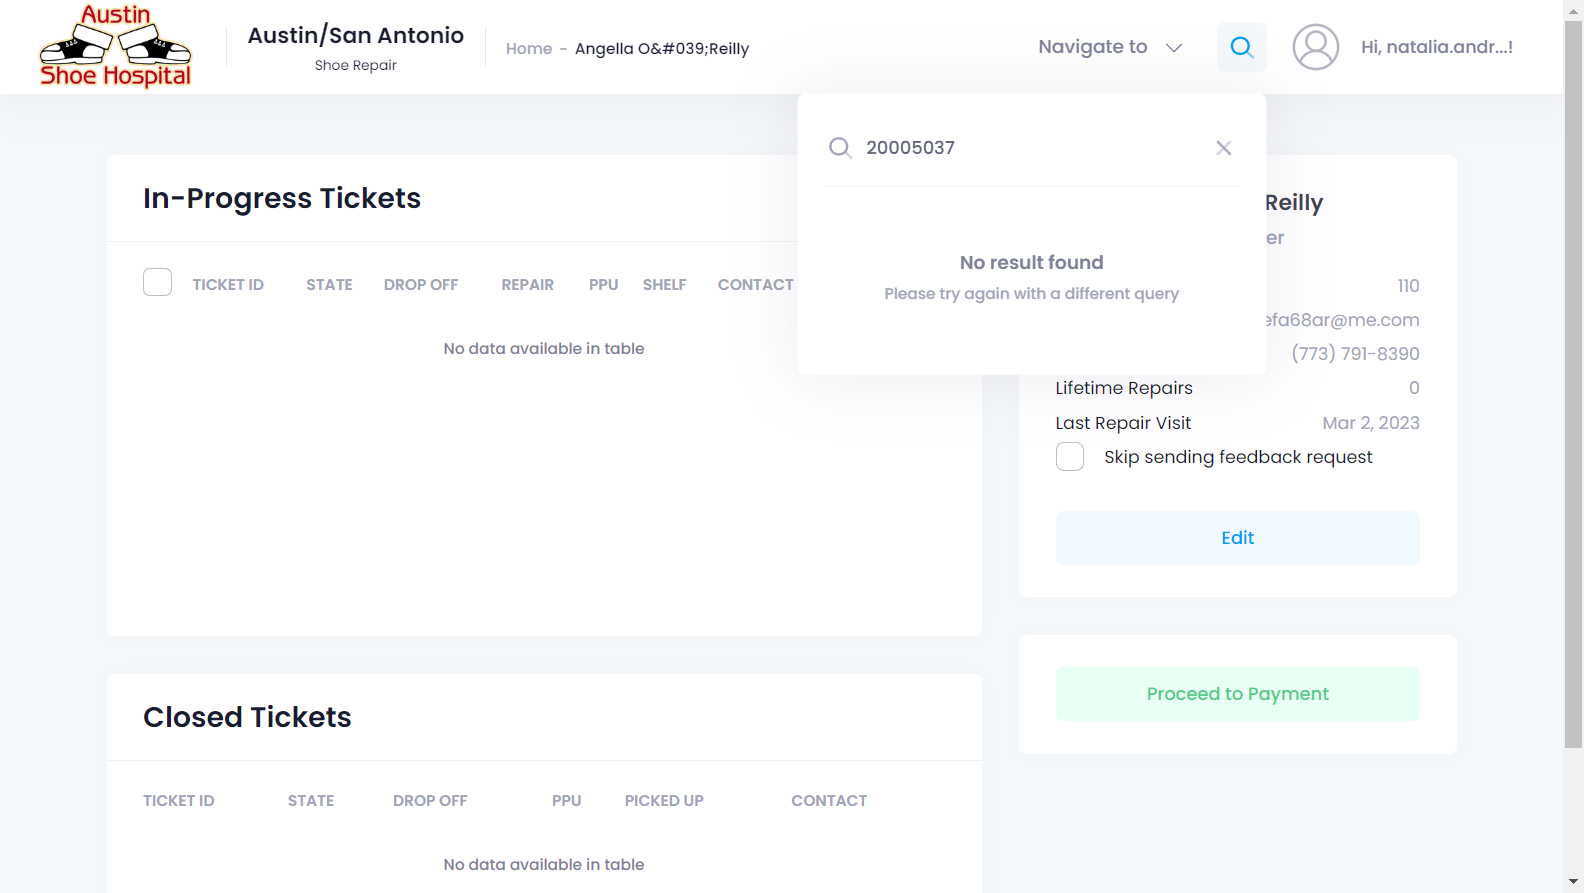 Austin
Shoe Hospital
Austin/San Antonio
Shoe Repair
Home - Angella O&#039;Reilly
Navigate to
Hi, natalia.andr...!
20005037
No result found
Please try again with a different query
In-Progress Tickets
TICKET ID STATE DROP OFF REPAIR PPU SHELF CONTACT
No data available in table
Reilly
er
110
efa68ar@me.com
(773) 791-8390
Lifetime Repairs 0
Last Repair Visit Mar 2, 2023
Skip sending feedback request
Edit
Proceed to Payment
Closed Tickets
TICKET ID STATE DROP OFF PPU PICKED UP CONTACT
No data available in table